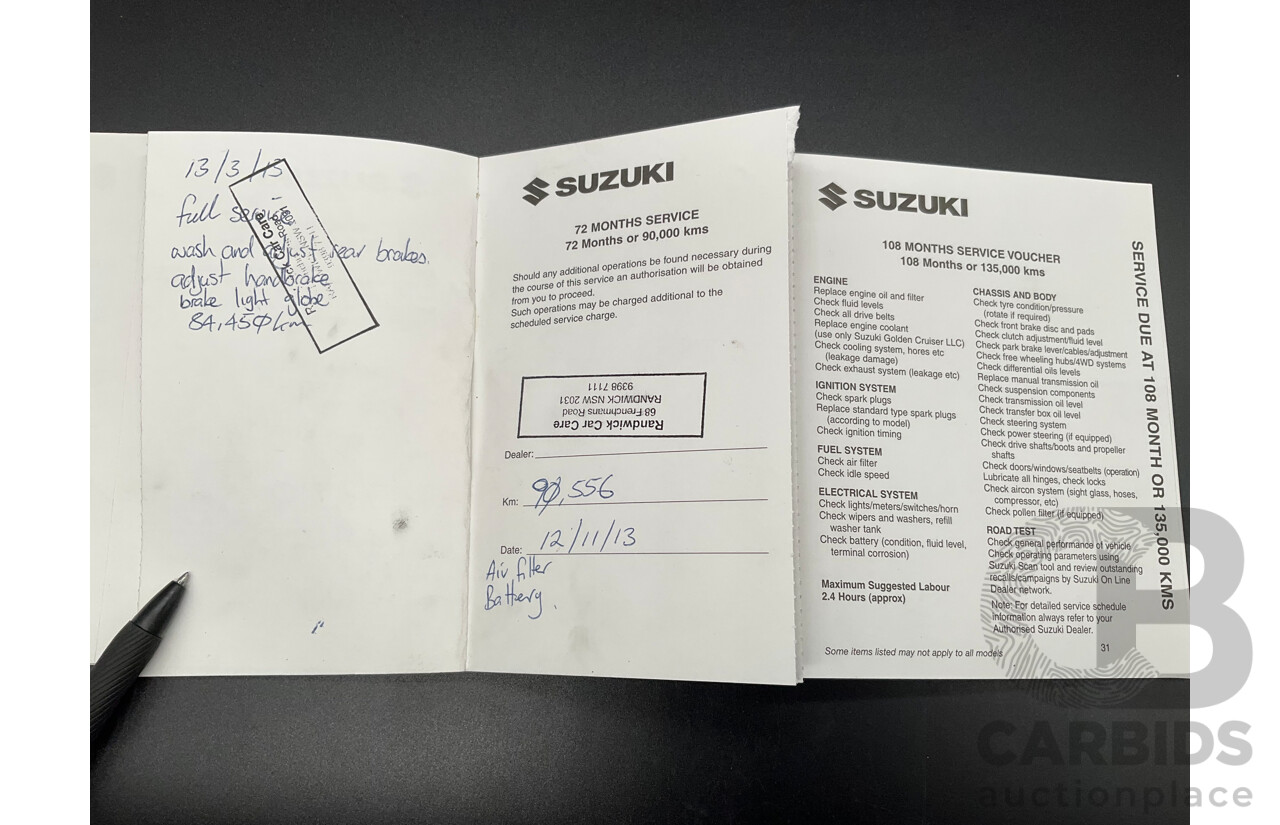 13/3/13
full service
wash and adjust rear brakes.
adjust handbrake
brake light globe
84,450km
Randwick Car Care
SUZUKI
72 MONTHS SERVICE
72 Months or 90,000 kms
Should any additional operations be found necessary during
the course of this service an authorisation will be obtained
from you to proceed.
Such operations may be charged additional to the
scheduled service charge.
Randwick Car Care
68 Frenchmans Road
RANDWICK NSW 2031
9398 7111
Dealer:
Km: 90,556
Date: 12/11/13
Air filter
Battery.
SUZUKI
108 MONTHS SERVICE VOUCHER
108 Months or 135,000 kms
ENGINE
Replace engine oil and filter
Check fluid levels
Check all drive belts
Replace engine coolant
(use only Suzuki Golden Cruiser LLC)
Check cooling system, hores etc
(leakage damage)
Check exhaust system (leakage etc)
IGNITION SYSTEM
Check spark plugs
Replace standard type spark plugs
(according to model)
Check ignition timing
FUEL SYSTEM
Check air filter
Check idle speed
ELECTRICAL SYSTEM
Check lights/meters/switches/horn
Check wipers and washers, refill
washer tank
Check battery (condition, fluid level,
terminal corrosion)
Maximum Suggested Labour
2.4 Hours (approx)
CHASSIS AND BODY
Check tyre condition/pressure
(rotate if required)
Check front brake disc and pads
Check clutch adjustment/fluid level
Check park brake lever/cables/adjustment
Check free wheeling hubs/4WD systems
Check differential oils levels
Replace manual transmission oil
Check suspension components
Check transmission oil level
Check transfer box oil level
Check steering system
Check power steering (if equipped)
Check drive shafts/boots and propeller
shafts
Check doors/windows/seatbelts (operation)
Lubricate all hinges, check locks
Check aircon system (sight glass, hoses,
compressor, etc)
Check pollen filter (if equipped)
ROAD TEST
Check general performance of vehicle
Check operating parameters using
Suzuki Scan tool and review outstanding
recalls/campaigns by Suzuki On Line
Dealer network.
Note: For detailed service schedule
information always refer to your
Authorised Suzuki Dealer.
Some items listed may not apply to all models
31
SERVICE DUE AT 108 MONTH OR 135,000 KMS
CARBIDS
auctionplace